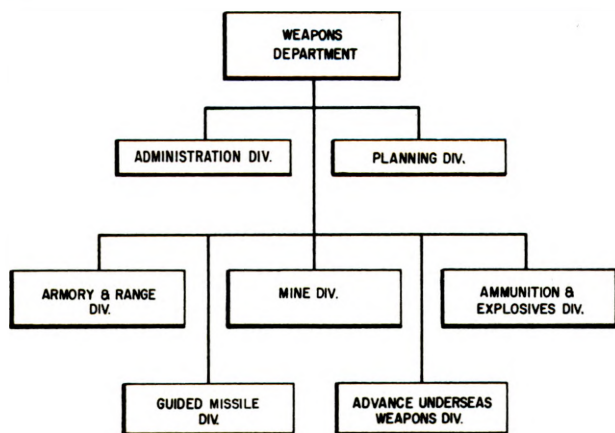 WEAPONS
DEPARTMENT
ADMINISTRATION DIV.
PLANNING DIV.
ARMORY & RANGE
DIV.
MINE DIV.
AMMUNITION &
EXPLOSIVES DIV.
GUIDED MISSILE
DIV.
ADVANCE UNDERSEAS
WEAPONS DIV.